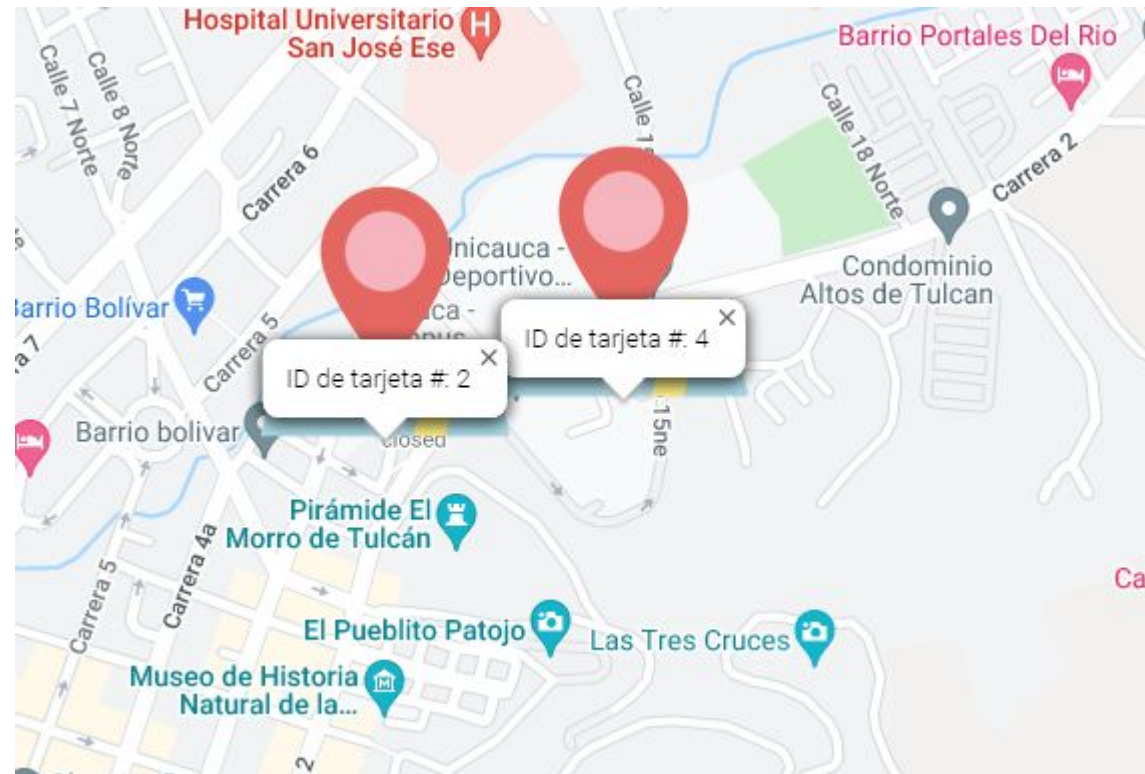 Hospital Universitario
San José Ese
Barrio Portales Del Rio
Calle 7 Norte
Calle 8 Norte
Calle 18 Norte
Carrera 6
Carrera 2
Unicauca -
Deportivo...
Condominio
Altos de Tulcan
Barrio Bolívar
Carrera 5
ID de tarjeta #: 4
ID de tarjeta #: 2
Barrio bolivar
closed
15ne
Pirámide El
Morro de Tulcán
Carrera 4a
Carrera 5
El Pueblito Patojo
Las Tres Cruces
Ca
Museo de Historia
Natural de la...
2